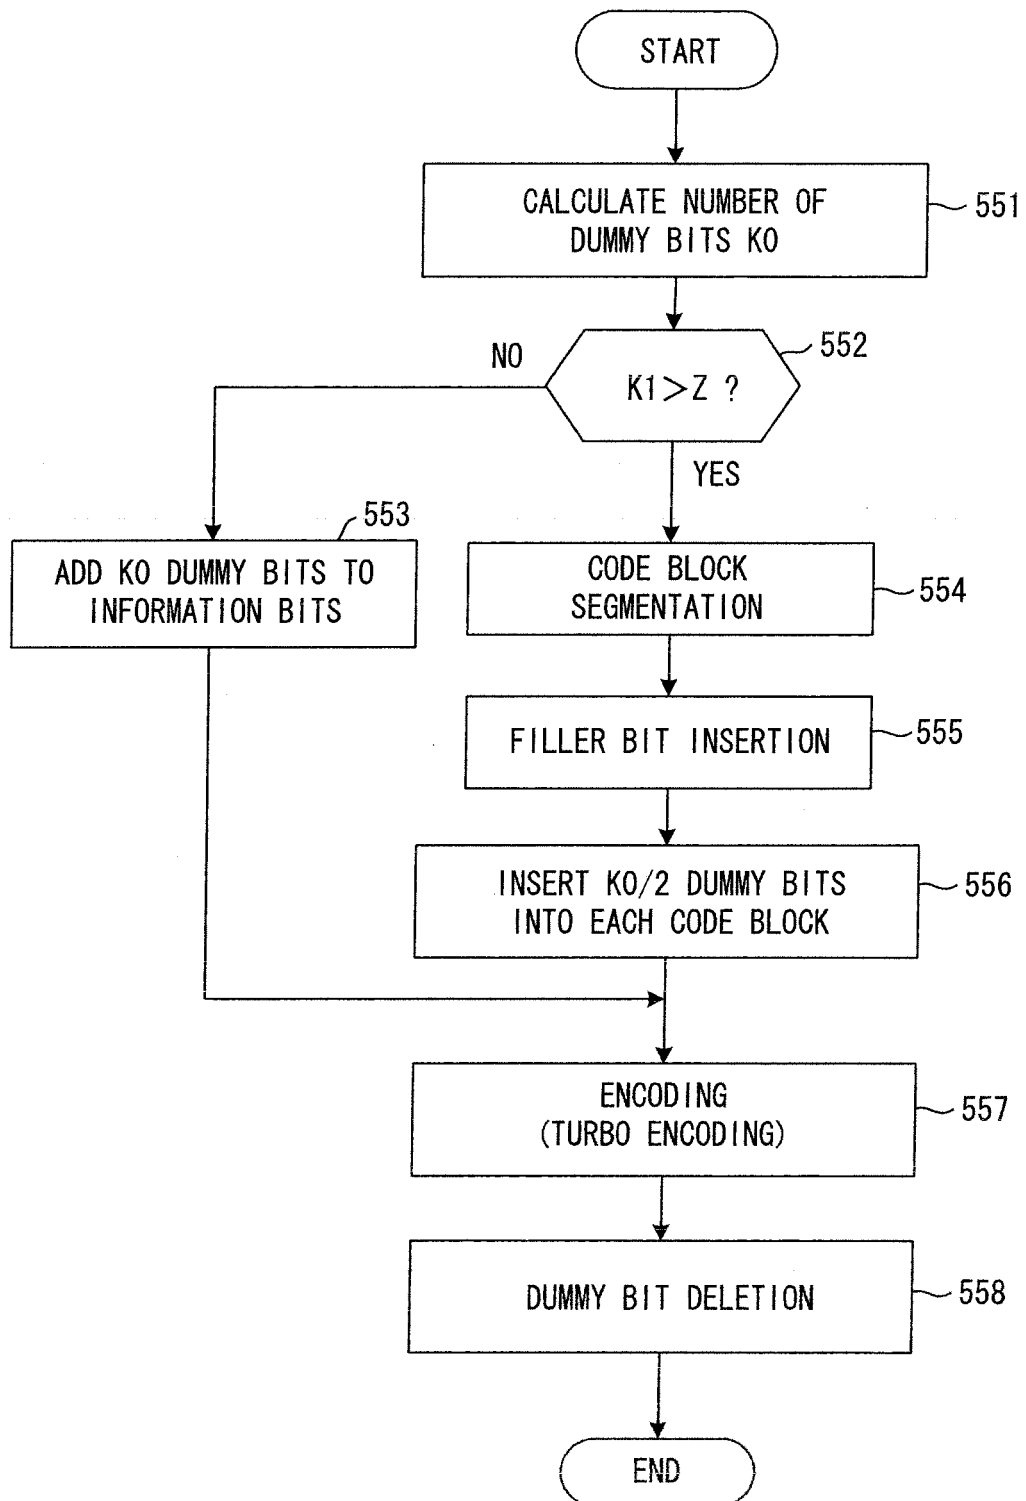 START
CALCULATE NUMBER OF
DUMMY BITS K0
551
K1>Z ?
552
NO
YES
553
ADD K0 DUMMY BITS TO
INFORMATION BITS
CODE BLOCK
SEGMENTATION
554
FILLER BIT INSERTION
555
INSERT K0/2 DUMMY BITS
INTO EACH CODE BLOCK
556
ENCODING
(TURBO ENCODING)
557
DUMMY BIT DELETION
558
END